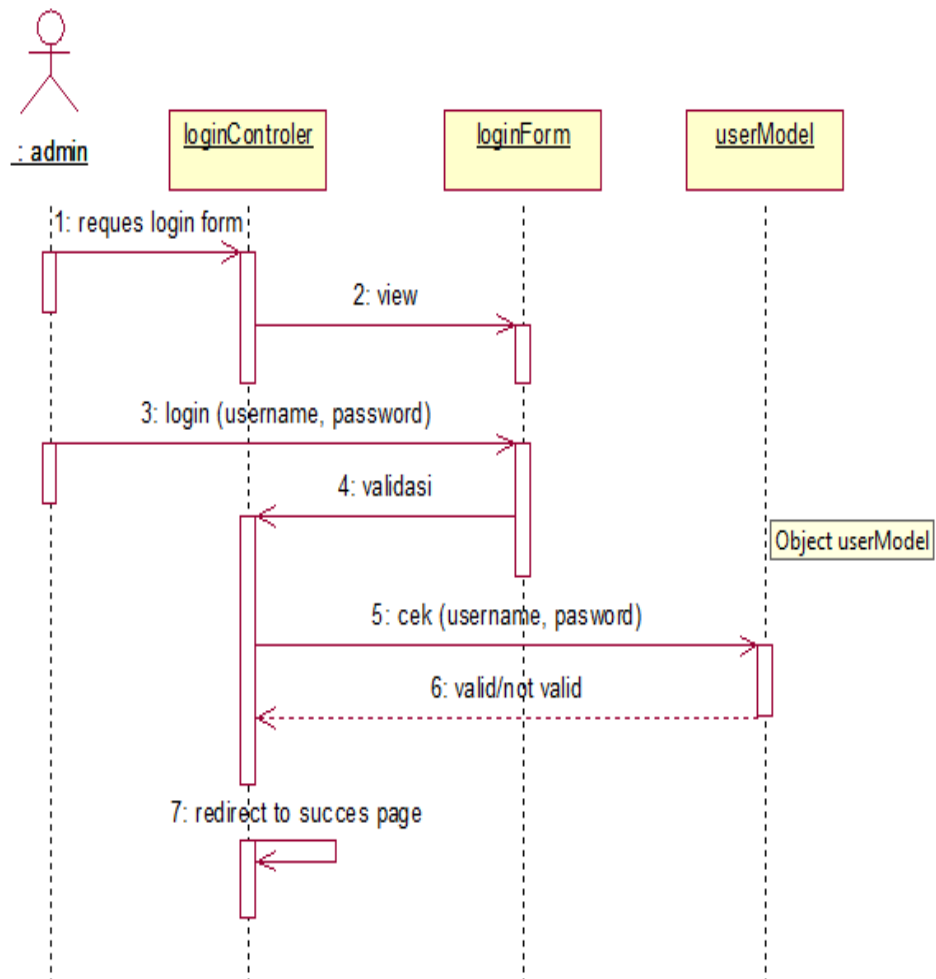 : admin
loginControler
loginForm
userModel
1: reques login form
2: view
3: login (username, password)
4: validasi
Object userModel
5: cek (username, pasword)
6: valid/not valid
7: redirect to succes page